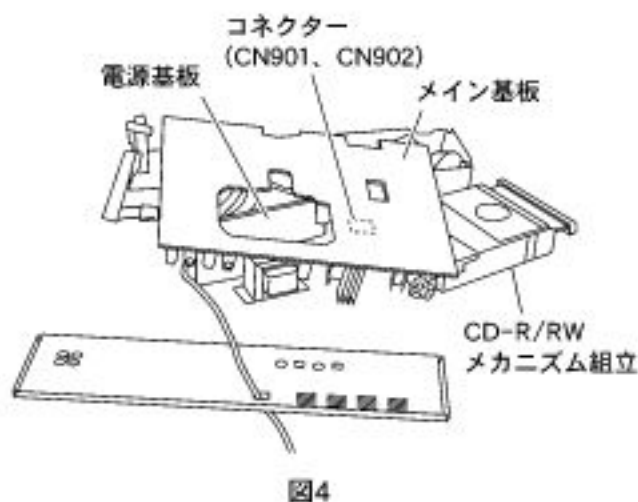 コネクター
(CN901、CN902)
電源基板
メイン基板
CD-R/RW
メカニズム組立
図4